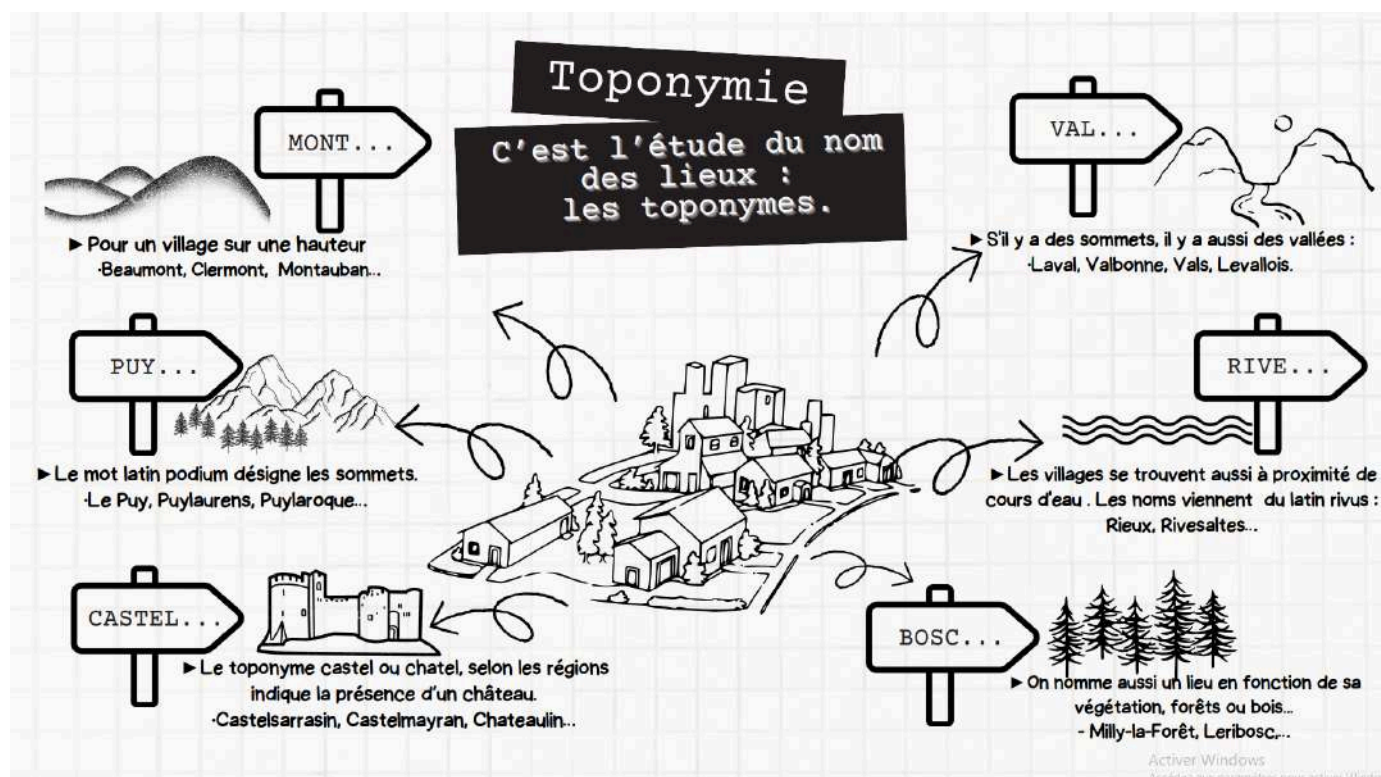 Toponymie
C'est l'étude du nom
des lieux :
les toponymes.
MONT...
►Pour un village sur une hauteur
·Beaumont, Clermont, Montauban...
PUY...
►Le mot latin podium désigne les sommets.
·Le Puy, Puylaurens, Puylaroque...
CASTEL...
►Le toponyme castel ou chatel, selon les régions
indique la présence d'un château.
·Castelsarrasin, Castelmayran, Chateaulin...
VAL...
►S'il y a des sommets, il y a aussi des vallées :
·Laval, Valbonne, Vals, Levallois.
RIVE...
►Les villages se trouvent aussi à proximité de
cours d'eau . Les noms viennent du latin rivus :
Rieux, Rivesaltes...
BOSC...
►On nomme aussi un lieu en fonction de sa
végétation, forêts ou bois...
- Milly-la-Forêt, Leribosc,...
Activer Windows